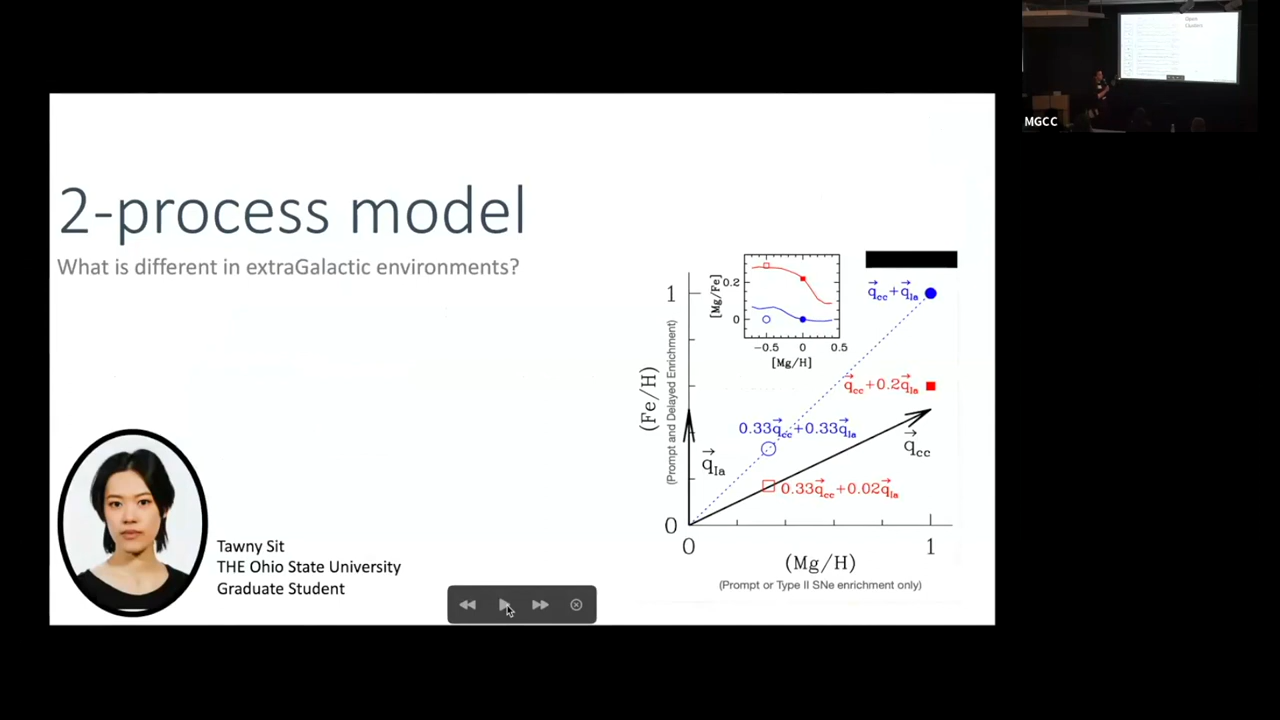 2-process model
What is different in extraGalactic environments?
Tawny Sit
THE Ohio State University
Graduate Student
[Mg/Fe]
0.2
0
−0.5
0
0.5
[Mg/H]
q⃗cc+q⃗Ia
q⃗cc+0.2q⃗Ia
0.33q⃗cc+0.33q⃗Ia
q⃗cc
q⃗Ia
0.33q⃗cc+0.02q⃗Ia
1
(Fe/H)
(Prompt and Delayed Enrichment)
0
0
1
(Mg/H)
(Prompt or Type II SNe enrichment only)
Open
Clusters
MGCC